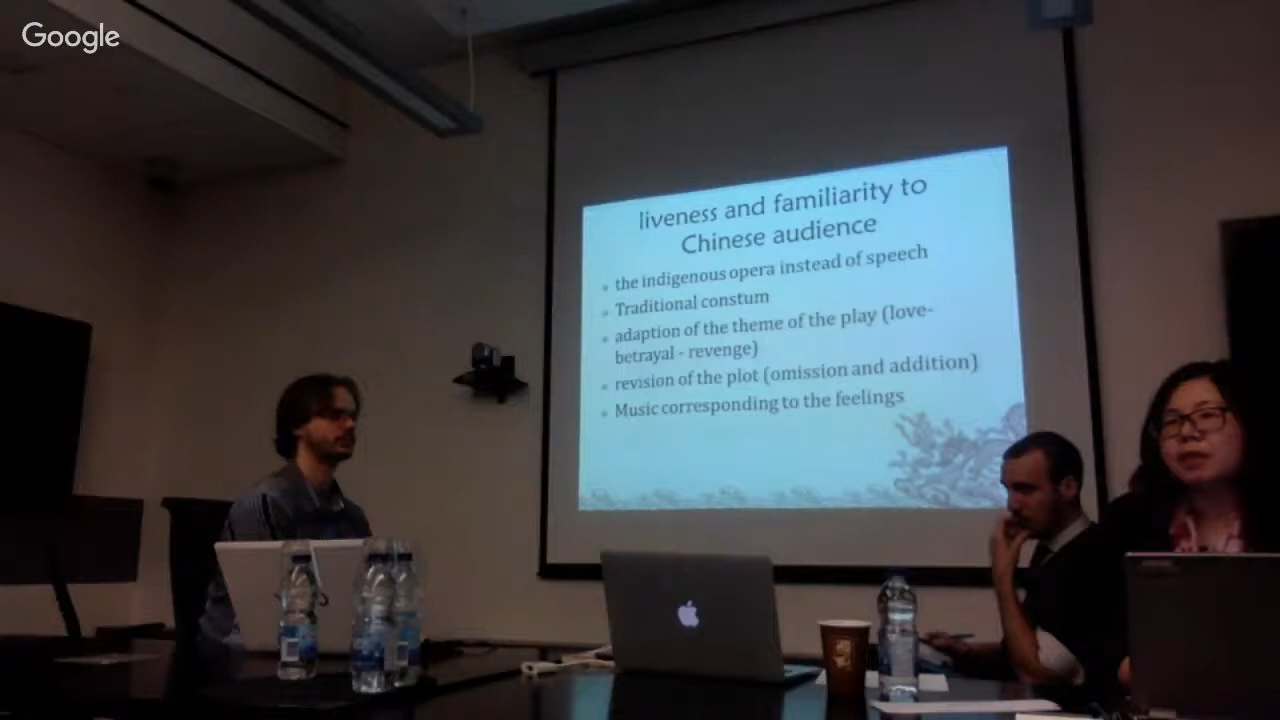 Google
liveness and familiarity to
Chinese audience
the indigenous opera instead of speech
Traditional constum
adaption of the theme of the play (love-
betrayal - revenge)
revision of the plot (omission and addition)
Music corresponding to the feelings